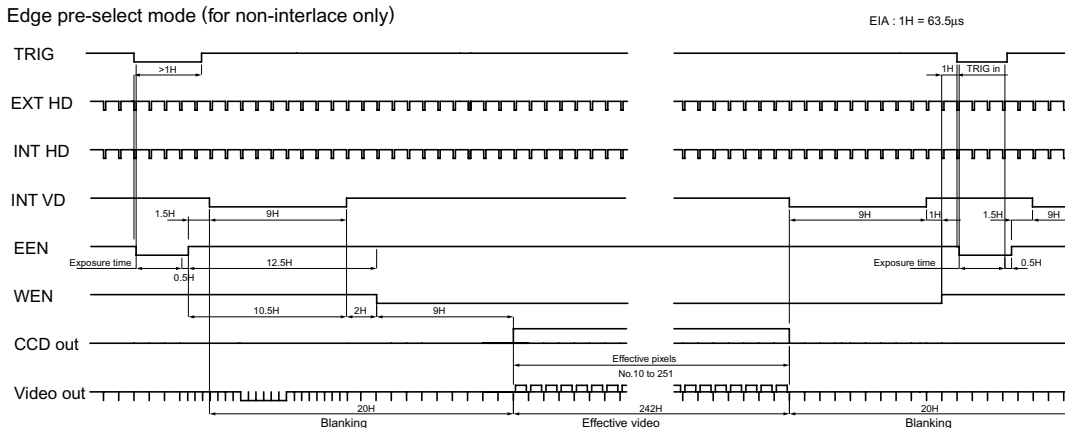 Edge pre-select mode (for non-interlace only)
EIA : 1H = 63.5μs
TRIG
>1H
1H
TRIG in
EXT HD
INT HD
INT VD
1.5H
9H
9H
1H
1.5H
9H
EEN
Exposure time
0.5H
12.5H
Exposure time
0.5H
WEN
10.5H
2H
9H
CCD out
Effective pixels
No.10 to 251
Video out
20H
242H
20H
Blanking
Effective video
Blanking